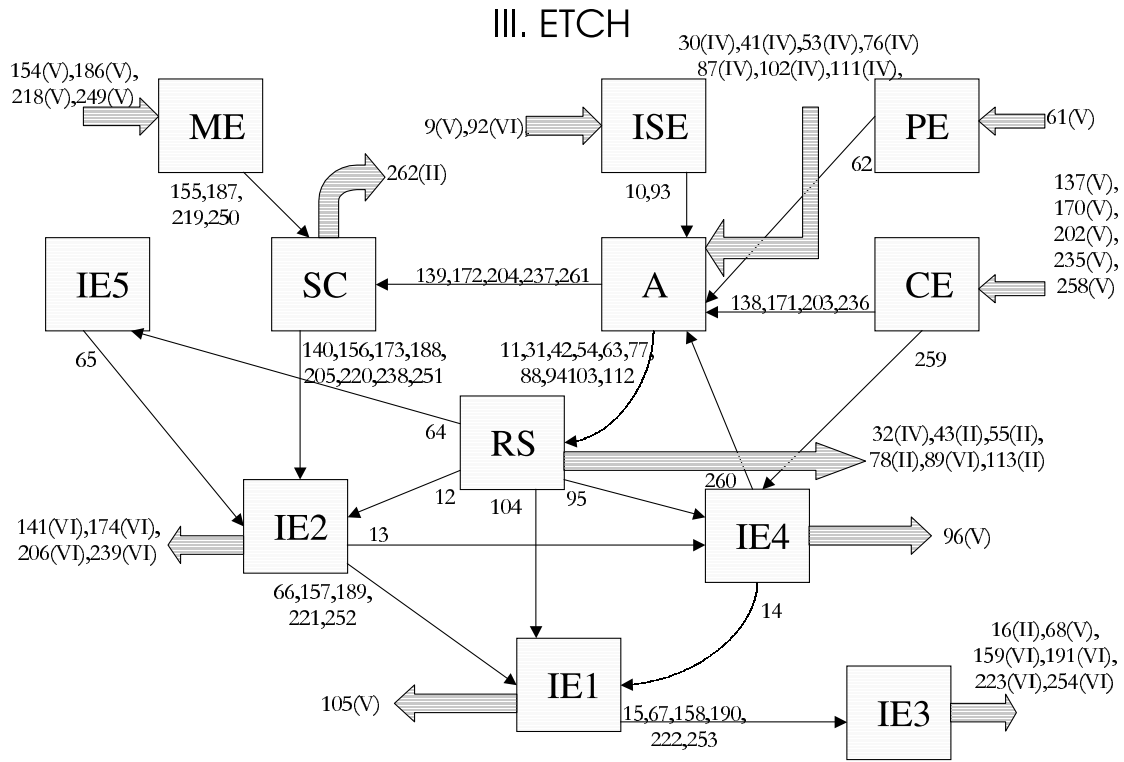 III. ETCH
30(IV),41(IV),53(IV),76(IV)
87(IV),102(IV),111(IV),
154(V),186(V),
218(V),249(V)
ME
9(V),92(VI)
ISE
PE
61(V)
155,187,
219,250
262(II)
10,93
62
137(V),
170(V),
202(V),
235(V),
258(V)
IE5
SC
139,172,204,237,261
A
138,171,203,236
CE
65
140,156,173,188,
205,220,238,251
11,31,42,54,63,77,
88,94103,112
259
64
RS
32(IV),43(II),55(II),
78(II),89(VI),113(II)
12
104
95
260
141(VI),174(VI),
206(VI),239(VI)
IE2
13
IE4
96(V)
66,157,189,
221,252
14
16(II),68(V),
159(VI),191(VI),
223(VI),254(VI)
105(V)
IE1
15,67,158,190,
222,253
IE3